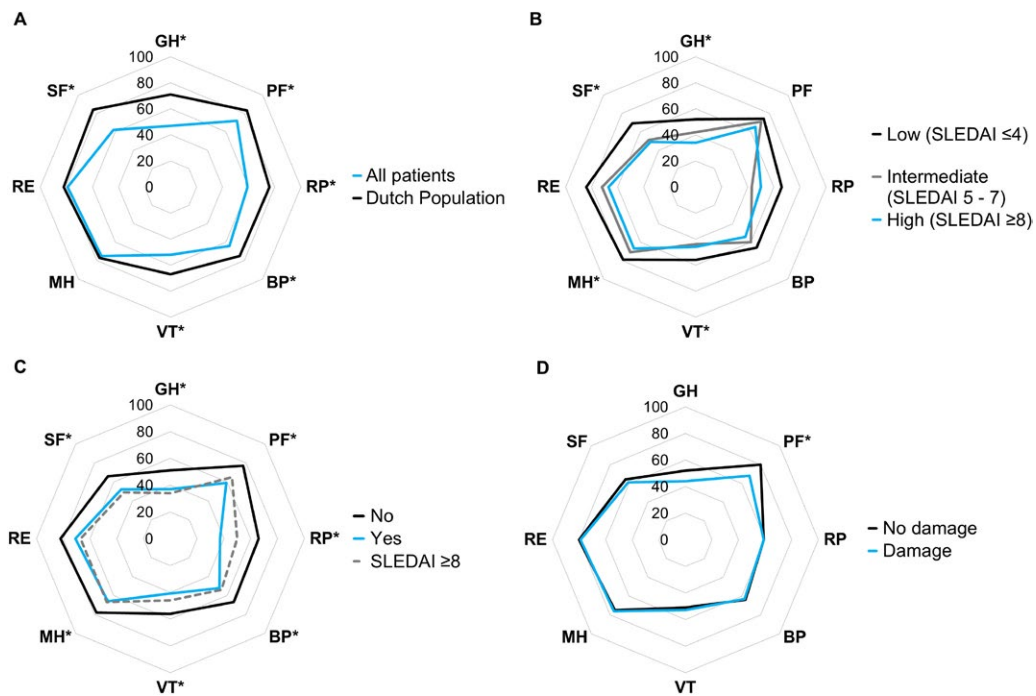 A
GH*
100
80
60
40
20
0
SF*
PF*
RE
RP*
MH
BP*
VT*
All patients
Dutch Population
B
GH*
100
80
60
40
20
0
SF*
PF
RE
RP
MH*
BP
VT*
Low (SLEDAI ≤4)
Intermediate
(SLEDAI 5 - 7)
High (SLEDAI ≥8)
C
GH*
100
80
60
40
20
0
SF*
PF*
RE
RP*
MH*
BP*
VT*
No
Yes
SLEDAI ≥8
D
GH
100
80
60
40
20
0
SF
PF*
RE
RP
MH
BP
VT
No damage
Damage